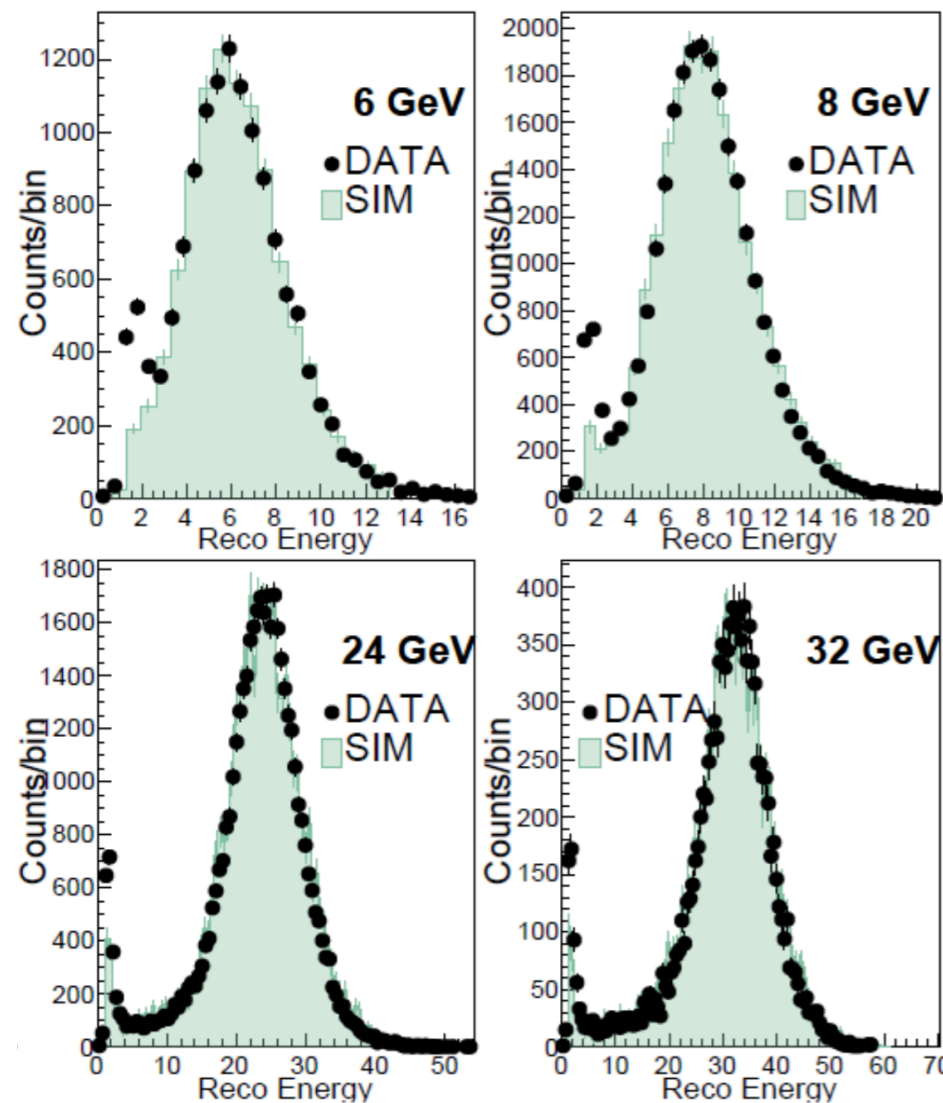 Counts/bin
1200
1000
800
600
400
200
0
6 GeV
DATA
SIM
0 2 4 6 8 10 12 14 16
Reco Energy
Counts/bin
2000
1800
1600
1400
1200
1000
800
600
400
200
0
8 GeV
DATA
SIM
0 2 4 6 8 10 12 14 16 18 20
Reco Energy
Counts/bin
1800
1600
1400
1200
1000
800
600
400
200
0
24 GeV
DATA
SIM
0 10 20 30 40 50
Reco Energy
Counts/bin
400
350
300
250
200
150
100
50
0
32 GeV
DATA
SIM
0 10 20 30 40 50 60 70
Reco Energy